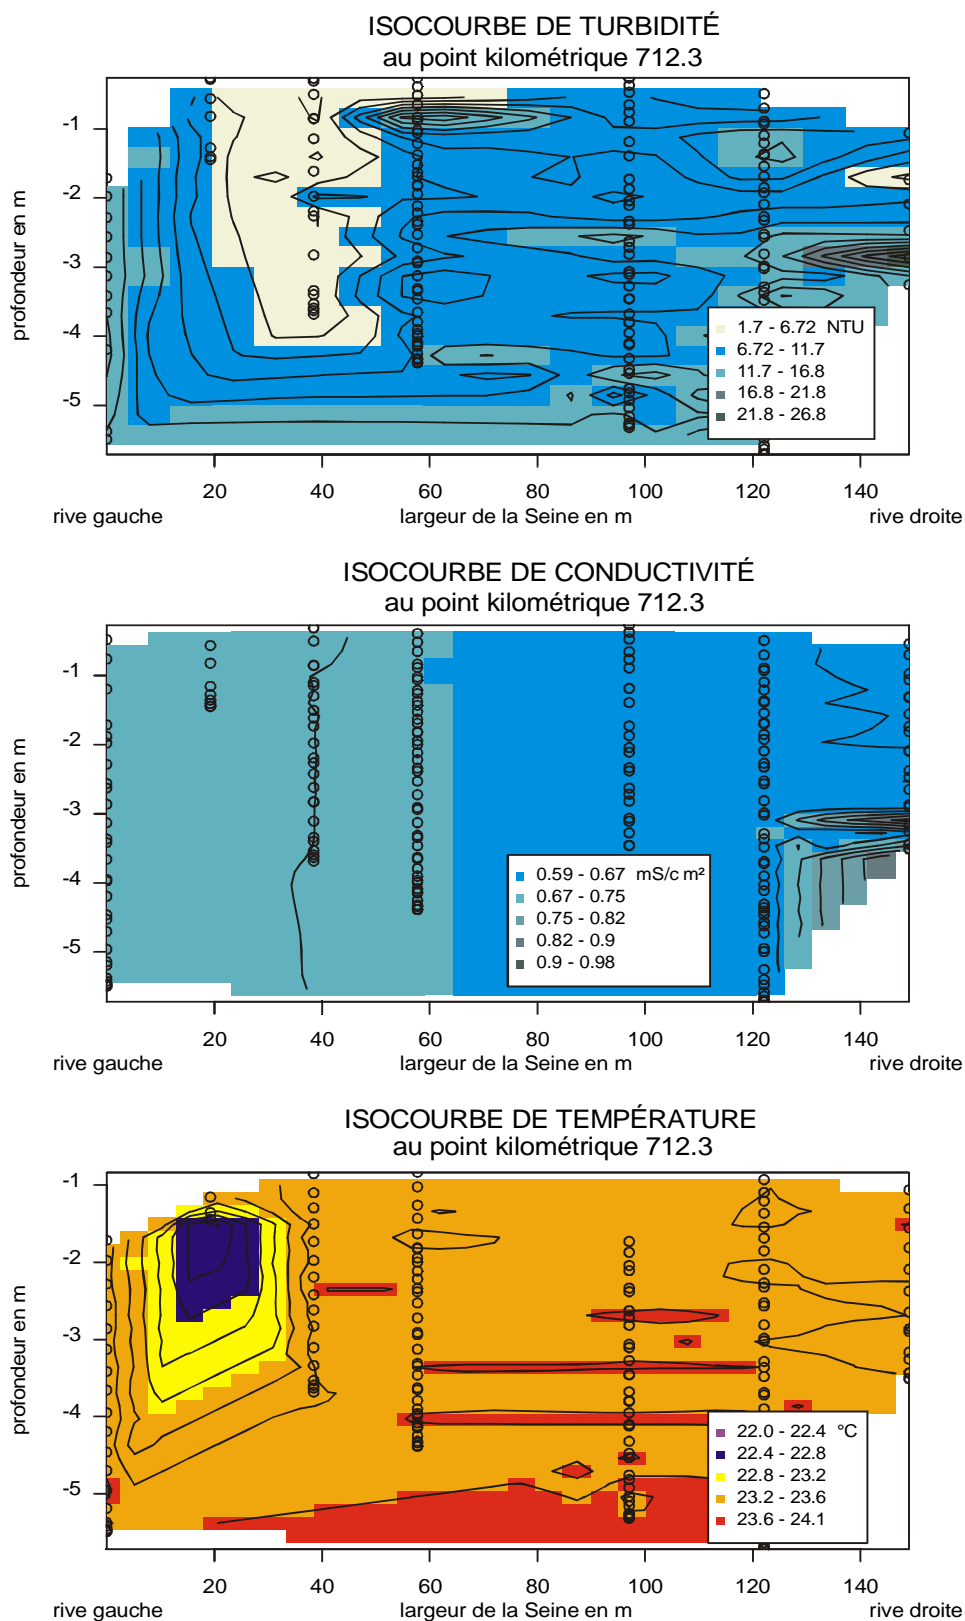 ISOCOURBE DE TURBIDITÉ
au point kilométrique 712.3
profondeur en m
-1
-2
-3
-4
-5
1.7 - 6.72 NTU
6.72 - 11.7
11.7 - 16.8
16.8 - 21.8
21.8 - 26.8
20 40 60 80 100 120 140
rive gauche largeur de la Seine en m rive droite
ISOCOURBE DE CONDUCTIVITÉ
au point kilométrique 712.3
profondeur en m
-1
-2
-3
-4
-5
0.59 - 0.67 mS/c m²
0.67 - 0.75
0.75 - 0.82
0.82 - 0.9
0.9 - 0.98
20 40 60 80 100 120 140
rive gauche largeur de la Seine en m rive droite
ISOCOURBE DE TEMPÉRATURE
au point kilométrique 712.3
profondeur en m
-1
-2
-3
-4
-5
22.0 - 22.4 °C
22.4 - 22.8
22.8 - 23.2
23.2 - 23.6
23.6 - 24.1
20 40 60 80 100 120 140
rive gauche largeur de la Seine en m rive droite